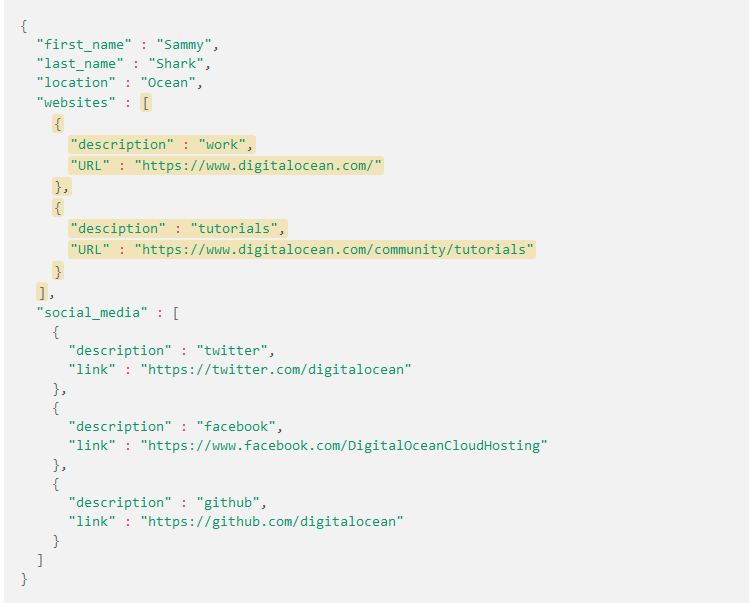 {
  "first_name" : "Sammy",
  "last_name" : "Shark",
  "location" : "Ocean",
  "websites" : [
    {
      "description" : "work",
      "URL" : "https://www.digitalocean.com/"
    },
    {
      "desciption" : "tutorials",
      "URL" : "https://www.digitalocean.com/community/tutorials"
    }
  ],
  "social_media" : [
    {
      "description" : "twitter",
      "link" : "https://twitter.com/digitalocean"
    },
    {
      "description" : "facebook",
      "link" : "https://www.facebook.com/DigitalOceanCloudHosting"
    },
    {
      "description" : "github",
      "link" : "https://github.com/digitalocean"
    }
  ]
}